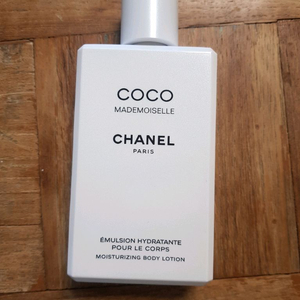 COCO
MADEMOISELLE
CHANEL
PARIS
ÉMULSION HYDRATANTE
POUR LE CORPS
MOISTURIZING BODY LOTION